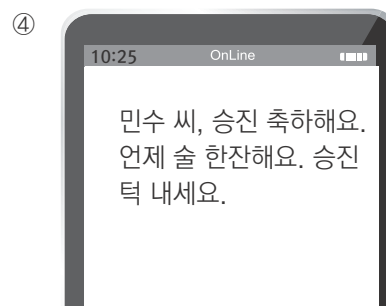 ④
10:25 OnLine
민수 씨, 승진 축하해요.
언제 술 한잔해요. 승진
턱 내세요.